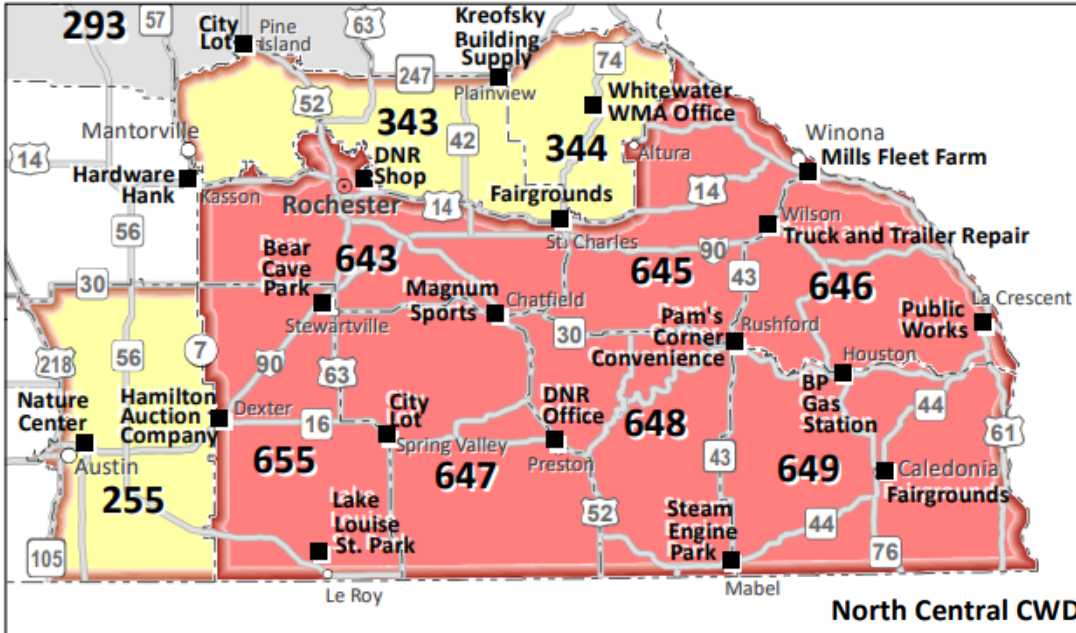 293
57
City
Lot
Pine
Island
63
Kreofsky
Building
Supply
74
247
52
Plainview
Whitewater
WMA Office
343
Mantorville
42
344
Altura
Winona
Mills Fleet Farm
14
DNR
Shop
Hardware
Hank
Kasson
Rochester
14
Fairgrounds
14
56
St. Charles
Wilson
Truck and Trailer Repair
Bear
Cave
Park
643
645
90
43
646
30
Stewartville
Magnum
Sports
Chatfield
30
Pam's
Corner
Convenience
Rushford
La Crescent
Public
Works
218
56
7
90
63
Houston
Nature
Center
Hamilton
Auction
Company
Dexter
16
City
Lot
Spring Valley
DNR
Office
Preston
648
BP
Gas
Station
44
61
Austin
255
655
647
43
649
Caledonia
Fairgrounds
Lake
Louise
St. Park
52
Steam
Engine
Park
44
76
105
Le Roy
Mabel
North Central CWD